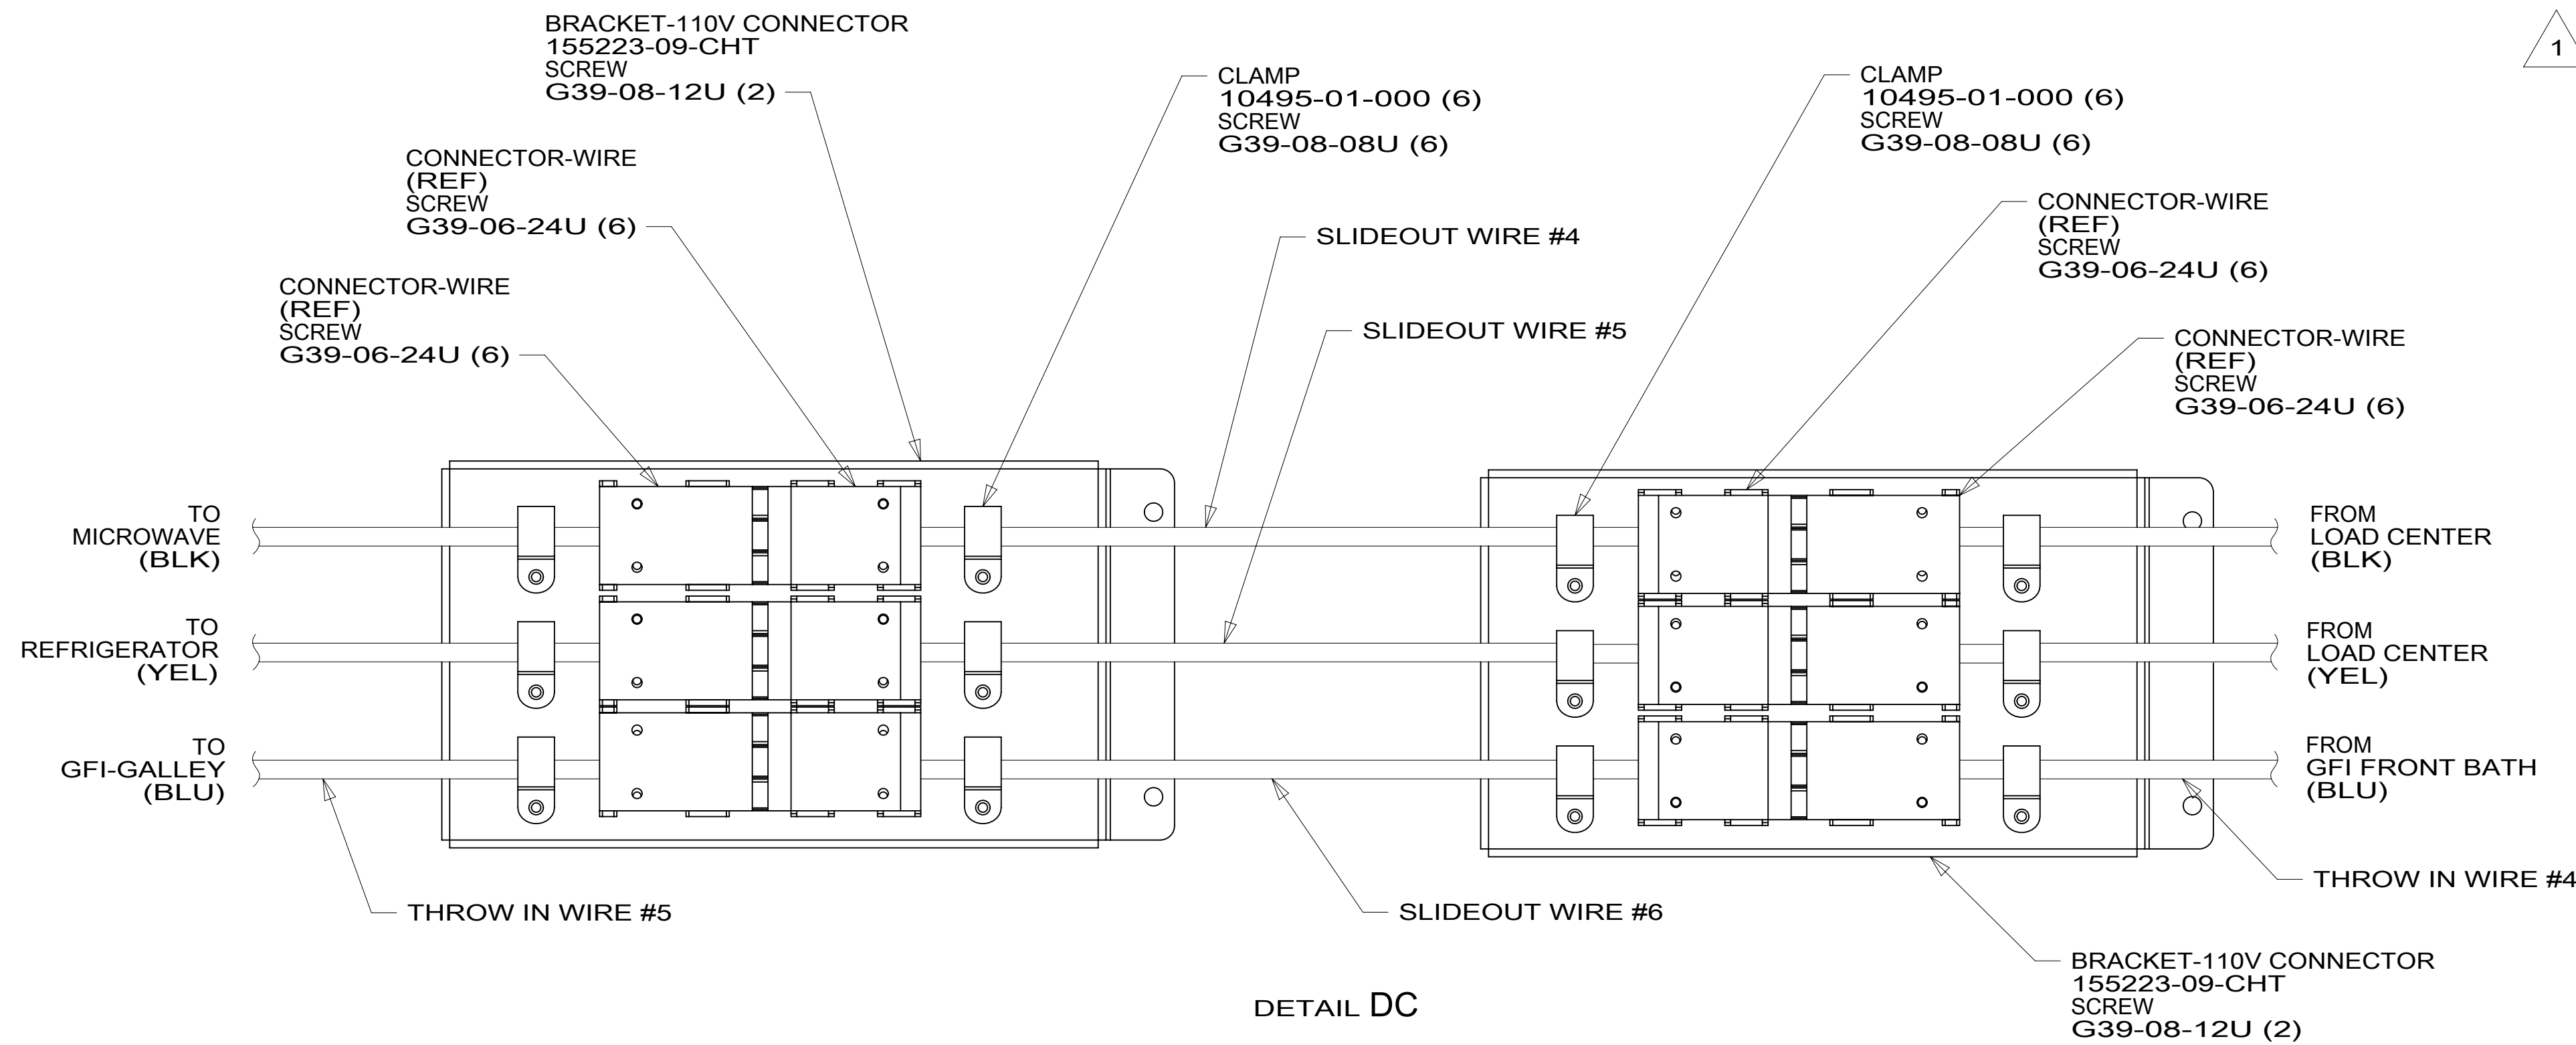 BRACKET-110V CONNECTOR
155223-09-CHT
SCREW
G39-08-12U (2)
1
CLAMP
10495-01-000 (6)
SCREW
G39-08-08U (6)
CLAMP
10495-01-000 (6)
SCREW
G39-08-08U (6)
CONNECTOR-WIRE
(REF)
SCREW
G39-06-24U (6)
SLIDEOUT WIRE #4
CONNECTOR-WIRE
(REF)
SCREW
G39-06-24U (6)
CONNECTOR-WIRE
(REF)
SCREW
G39-06-24U (6)
SLIDEOUT WIRE #5
CONNECTOR-WIRE
(REF)
SCREW
G39-06-24U (6)
TO
MICROWAVE
(BLK)
FROM
LOAD CENTER
(BLK)
TO
REFRIGERATOR
(YEL)
FROM
LOAD CENTER
(YEL)
TO
GFI-GALLEY
(BLU)
FROM
GFI FRONT BATH
(BLU)
THROW IN WIRE #5
SLIDEOUT WIRE #6
THROW IN WIRE #4
BRACKET-110V CONNECTOR
155223-09-CHT
SCREW
G39-08-12U (2)
DETAIL DC